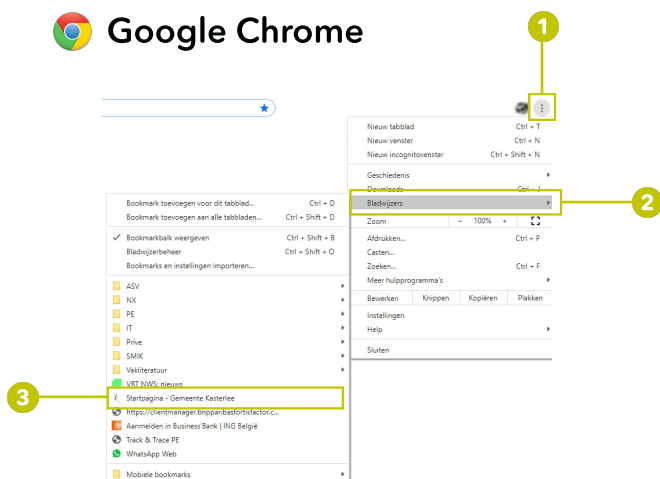 Google Chrome
1
Nieuw tabblad Ctrl + T
Nieuw venster Ctrl + N
Nieuw incognitovenster Ctrl + Shift + N
Geschiedenis
Downloads Ctrl + J
Bladwijzers
2
Zoom - 100% +
Afdrukken... Ctrl + P
Casten...
Zoeken... Ctrl + F
Meer hulpprogramma's
Bewerken Knippen Kopiëren Plakken
Instellingen
Help
Sluiten
Bookmark toevoegen voor dit tabblad... Ctrl + D
Bookmark toevoegen aan alle tabbladen... Ctrl + Shift + D
Bookmarkbalk weergeven Ctrl + Shift + B
Bladwijzerbeheer Ctrl + Shift + O
Bookmarks en instellingen importeren...
ASV
NX
PE
IT
Prive
SMIK
Vakliteratuur
VRT NWS: nieuws
3
Startpagina - Gemeente Kasterlee
https://clientmanager.bnpparibasfortisfactor.c...
Aanmelden in Business'Bank | ING België
Track & Trace PE
WhatsApp Web
Mobiele bookmarks